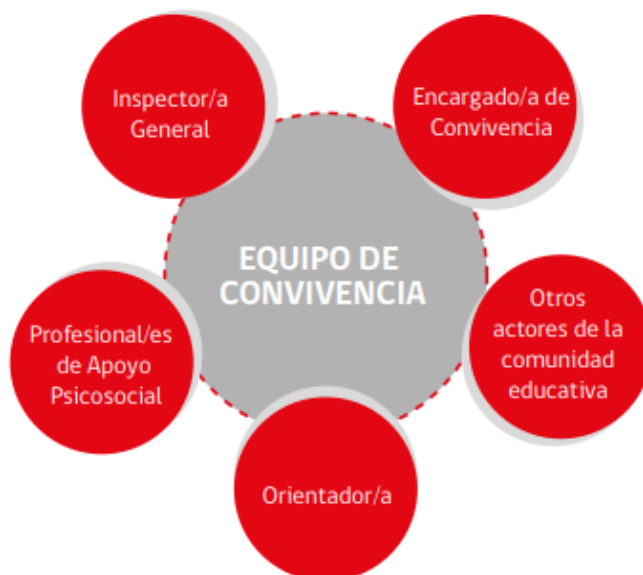 Inspector/a
General
Encargado/a de
Convivencia
EQUIPO DE
CONVIVENCIA
Profesional/es
de Apoyo
Psicosocial
Otros
actores de la
comunidad
educativa
Orientador/a